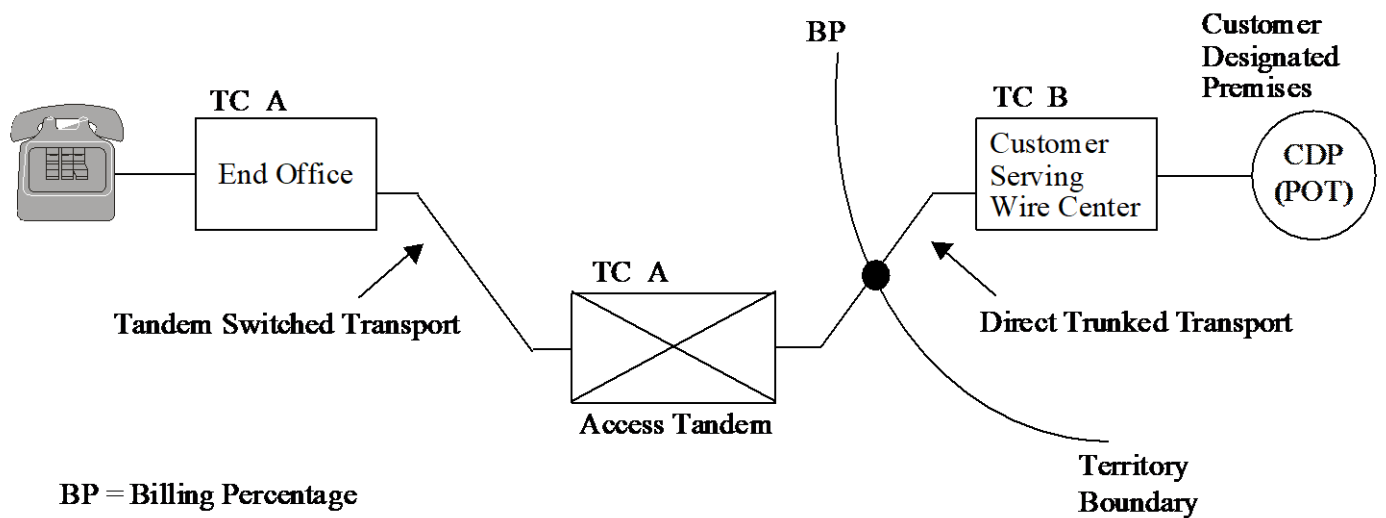 BP
Customer
Designated
Premises
TC A
End Office
TC B
Customer
Serving
Wire Center
CDP
(POT)
TC A
Tandem Switched Transport
Direct Trunked Transport
Access Tandem
Territory
Boundary
BP = Billing Percentage